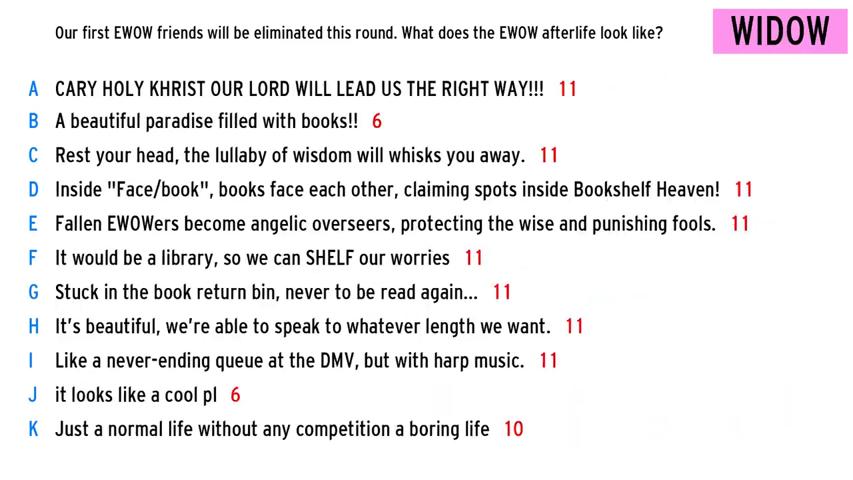 Our first EWOW friends will be eliminated this round. What does the EWOW afterlife look like?
WIDOW
A CARY HOLY KHRIST OUR LORD WILL LEAD US THE RIGHT WAY!!! 11
B A beautiful paradise filled with books!! 6
C Rest your head, the lullaby of wisdom will whisks you away. 11
D Inside "Face/book", books face each other, claiming spots inside Bookshelf Heaven! 11
E Fallen EWOWers become angelic overseers, protecting the wise and punishing fools. 11
F It would be a library, so we can SHELF our worries 11
G Stuck in the book return bin, never to be read again... 11
H It's beautiful, we're able to speak to whatever length we want. 11
I Like a never-ending queue at the DMV, but with harp music. 11
J it looks like a cool pl 6
K Just a normal life without any competition a boring life 10